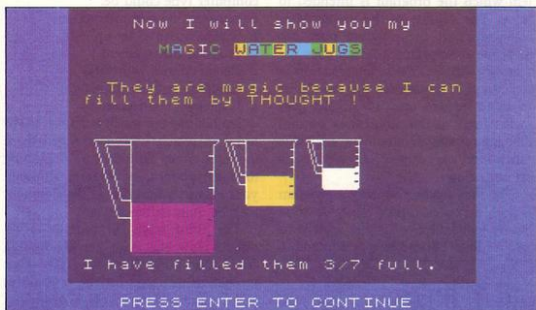 Now I will show you my
MAGIC WATER JUGS
They are magic because I can
fill them by THOUGHT !
I have filled them 3/7 full.
PRESS ENTER TO CONTINUE